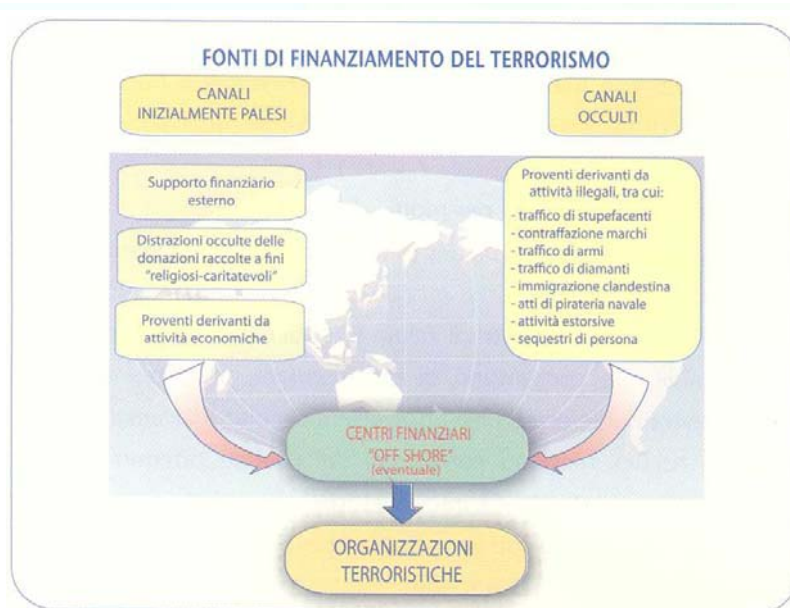 FONTI DI FINANZIAMENTO DEL TERRORISMO
CANALI
INIZIALMENTE PALESI
CANALI
OCCULTI
Supporto finanziario
esterno
Distrazioni occulte delle
donazioni raccolte a fini
"religiosi-caritatevoli"
Proventi derivanti da
attività economiche
Proventi derivanti da
attività illegali, tra cui:
- traffico di stupefacenti
- contraffazione marchi
- traffico di armi
- traffico di diamanti
- immigrazione clandestina
- atti di pirateria navale
- attività estorsive
- sequestri di persona
CENTRI FINANZIARI
"OFF SHORE"
(eventuale)
ORGANIZZAZIONI
TERRORISTICHE